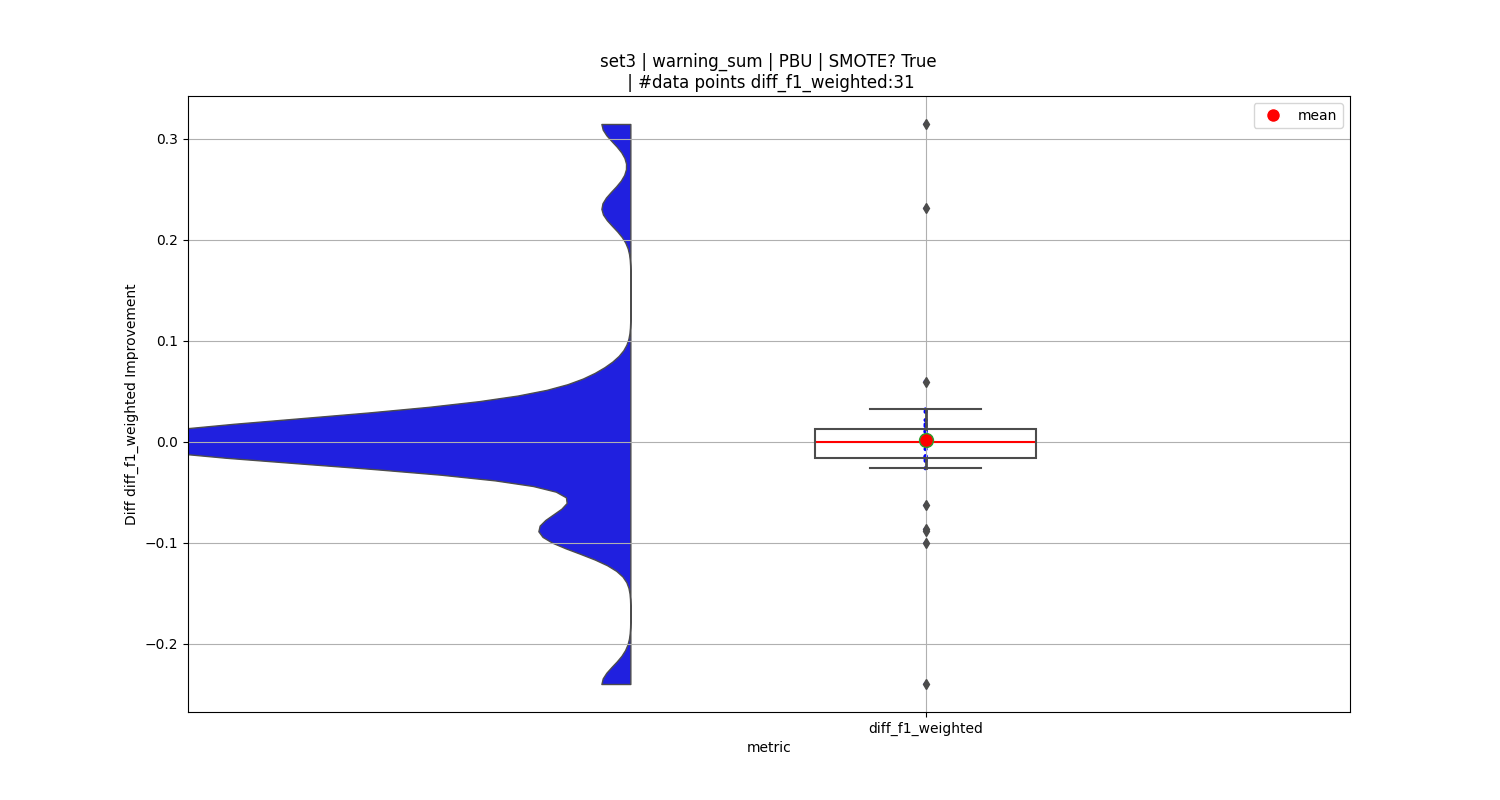 set3 | warning_sum | PBU | SMOTE? True
| #data points diff_f1_weighted:31
mean
0.3
0.2
0.1
0.0
−0.1
−0.2
Diff diff_f1_weighted Improvement
diff_f1_weighted
metric